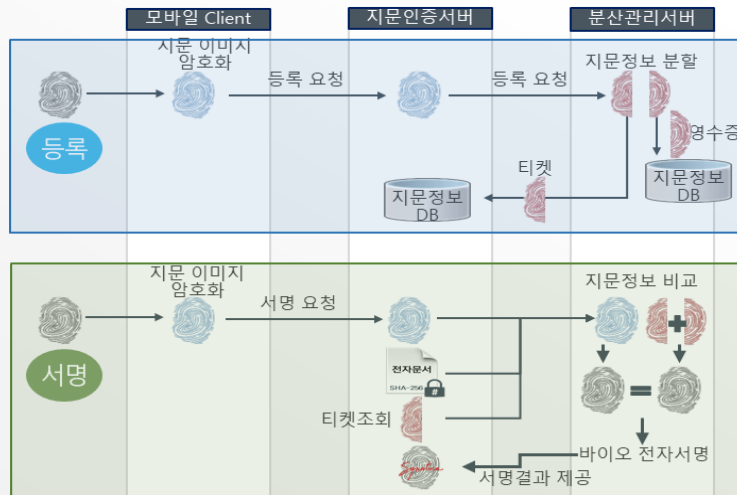 모바일 Client
지문인증서버
분산관리서버
지문 이미지
암호화
등록 요청
등록 요청
지문정보 분할
등록
영수증
티켓
지문정보
DB
지문정보
DB
지문 이미지
암호화
서명 요청
지문정보 비교
서명
전자문서
SHA-256
#
티켓조회
바이오 전자서명
Signature
서명결과 제공